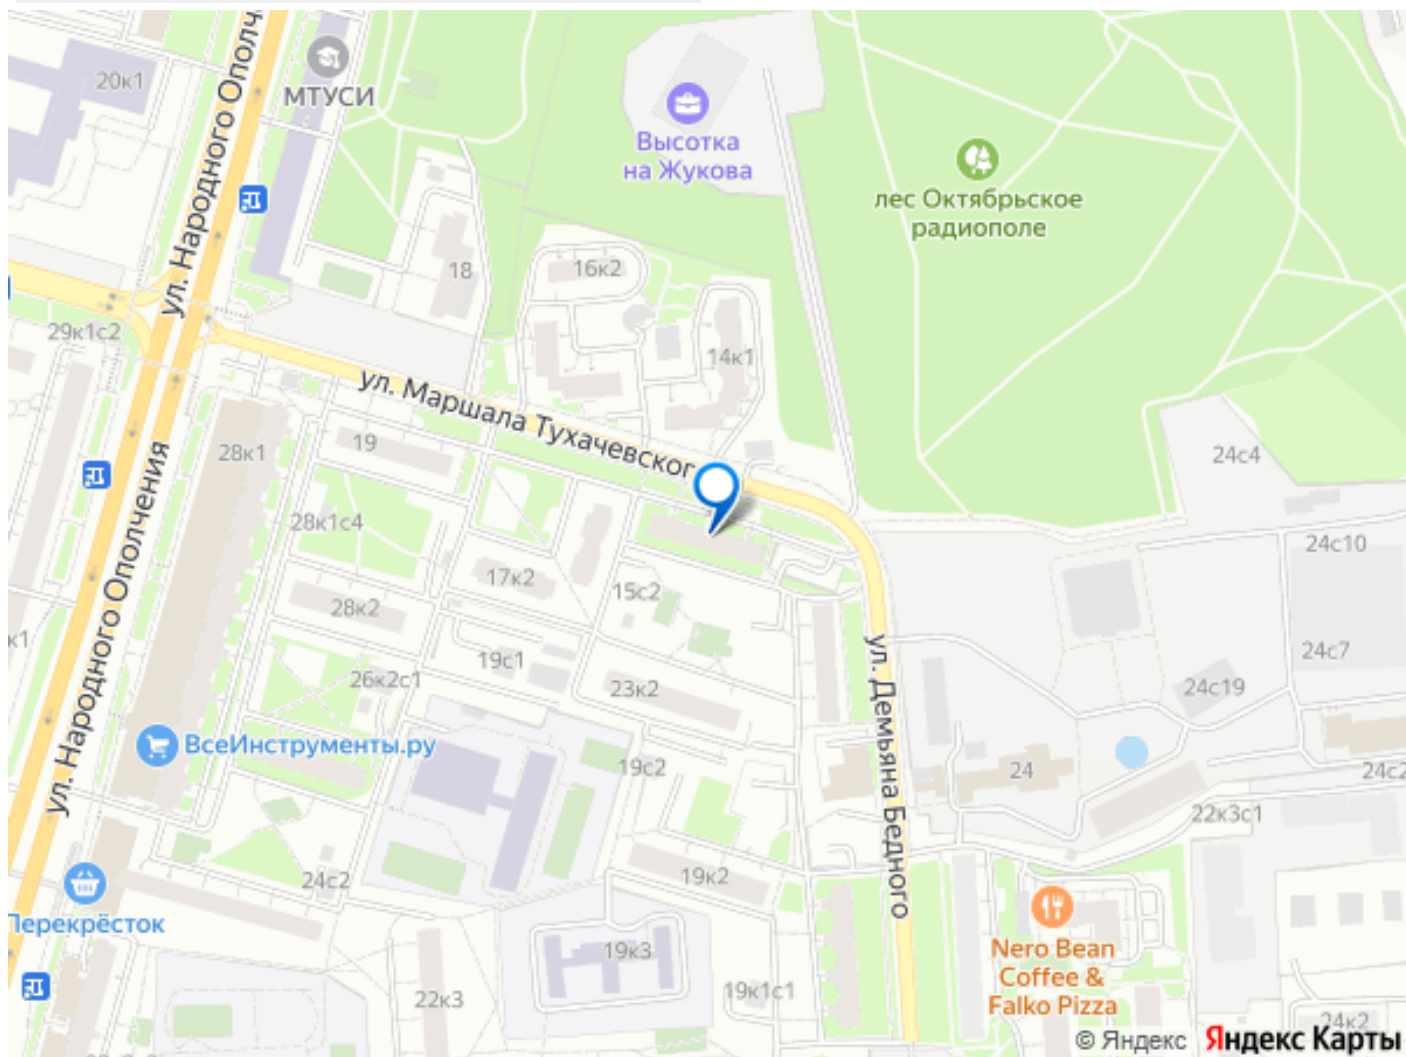 ул. Народного Ополч
20к1
МТУСИ
Высотка
на Жукова
лес Октябрьское
радиополе
18
16к2
29к1с2
14к1
ул. Маршала Тухачевског
19
28к1
24с4
28к1с4
24с10
17к2
15с2
28к2
ул. Народного Ополчения
к1
19с1
24с7
26к2с1
23к2
24с19
ул. Демьяна Бедного
ВсеИнструменты.ру
19с2
24
24с2
22к3с1
24с2
19к2
Перекрёсток
19к3
Nero Bean
Coffee &
Falko Pizza
22к3
19к1с1
24к2
© Яндекс Яндекс Карты